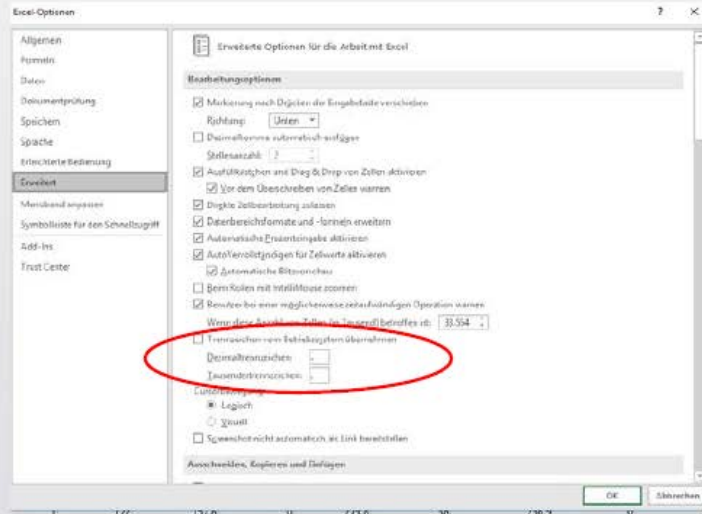 Excel-Optionen
? ×
Allgemein
Formeln
Daten
Dokumentprüfung
Speichern
Sprache
Erleichterte Bedienung
Erweitert
Menüband anpassen
Symbolleiste für den Schnellzugriff
Add-Ins
Trust Center
Erweiterte Optionen für die Arbeit mit Excel
Bearbeitungsoptionen
Markierung nach Drücken der Eingabetaste verschieben
Richtung: Unten
Dezimalkomma automatisch einfügen
Stellenanzahl: 2
Ausfüllkästchen und Drag & Drop von Zellen aktivieren
Vor dem Überschreiben von Zellen warnen
Direkte Zellbearbeitung zulassen
Datenbereichsformate und -formeln erweitern
Automatische Prozenteingabe aktivieren
AutoVervollständigen für Zellwerte aktivieren
Automatische Blitzvorschau
Beim Rollen mit IntelliMouse zoomen
Benutzer bei einer möglicherweise zeitaufwändigen Operation warnen
Wenn diese Anzahl von Zellen (in Tausend) betroffen ist: 33.554
Trennzeichen vom Betriebssystem übernehmen
Dezimaltrennzeichen:
Tausendertrennzeichen:
Cursorbewegung:
Logisch
Visuell
Screenshot nicht automatisch als Link bereitstellen
Ausschneiden, Kopieren und Einfügen
OK Abbrechen